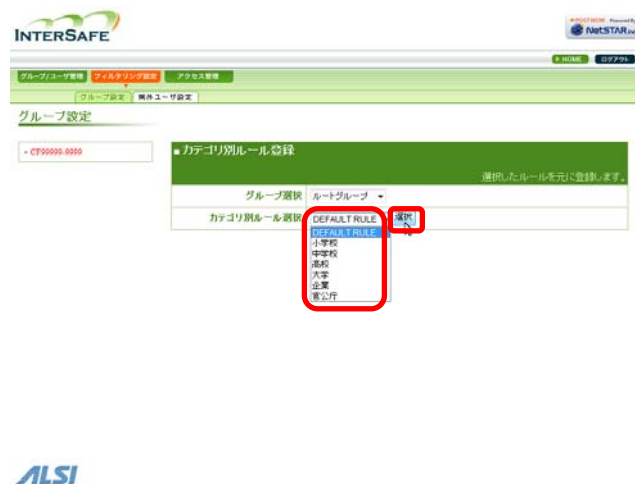 INTERSAFE
NetSTAR
HOME
ログアウト
グループ/ユーザ管理 フィルタリング設定 アクセス管理
グループ設定 例外ユーザ設定
グループ設定
CF99999-9999
■カテゴリ別ルール登録
選択したルールを元に登録します。
グループ選択 ルートグループ
カテゴリ別ルール選択 DEFAULT RULE 選択
DEFAULT RULE
小学校
中学校
高校
大学
企業
官公庁
ALSI